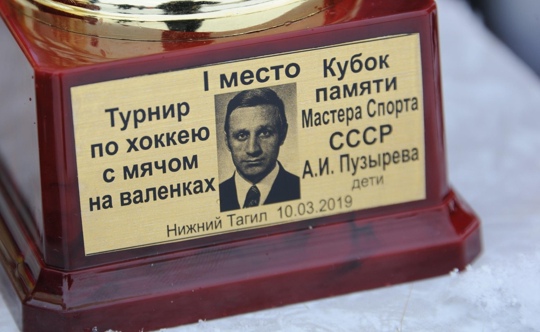 I место
Турнир
по хоккею
с мячом
на валенках
Кубок
памяти
Мастера Спорта
СССР
А.И. Пузырева
дети
Нижний Тагил 10.03.2019